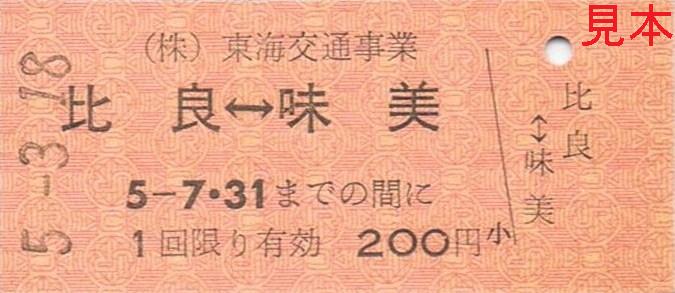 見本
5-3.18
(株)東海交通事業
比良↔味美
5-7・31までの間に
1回限り有効 200円
小
比良
↕
味美